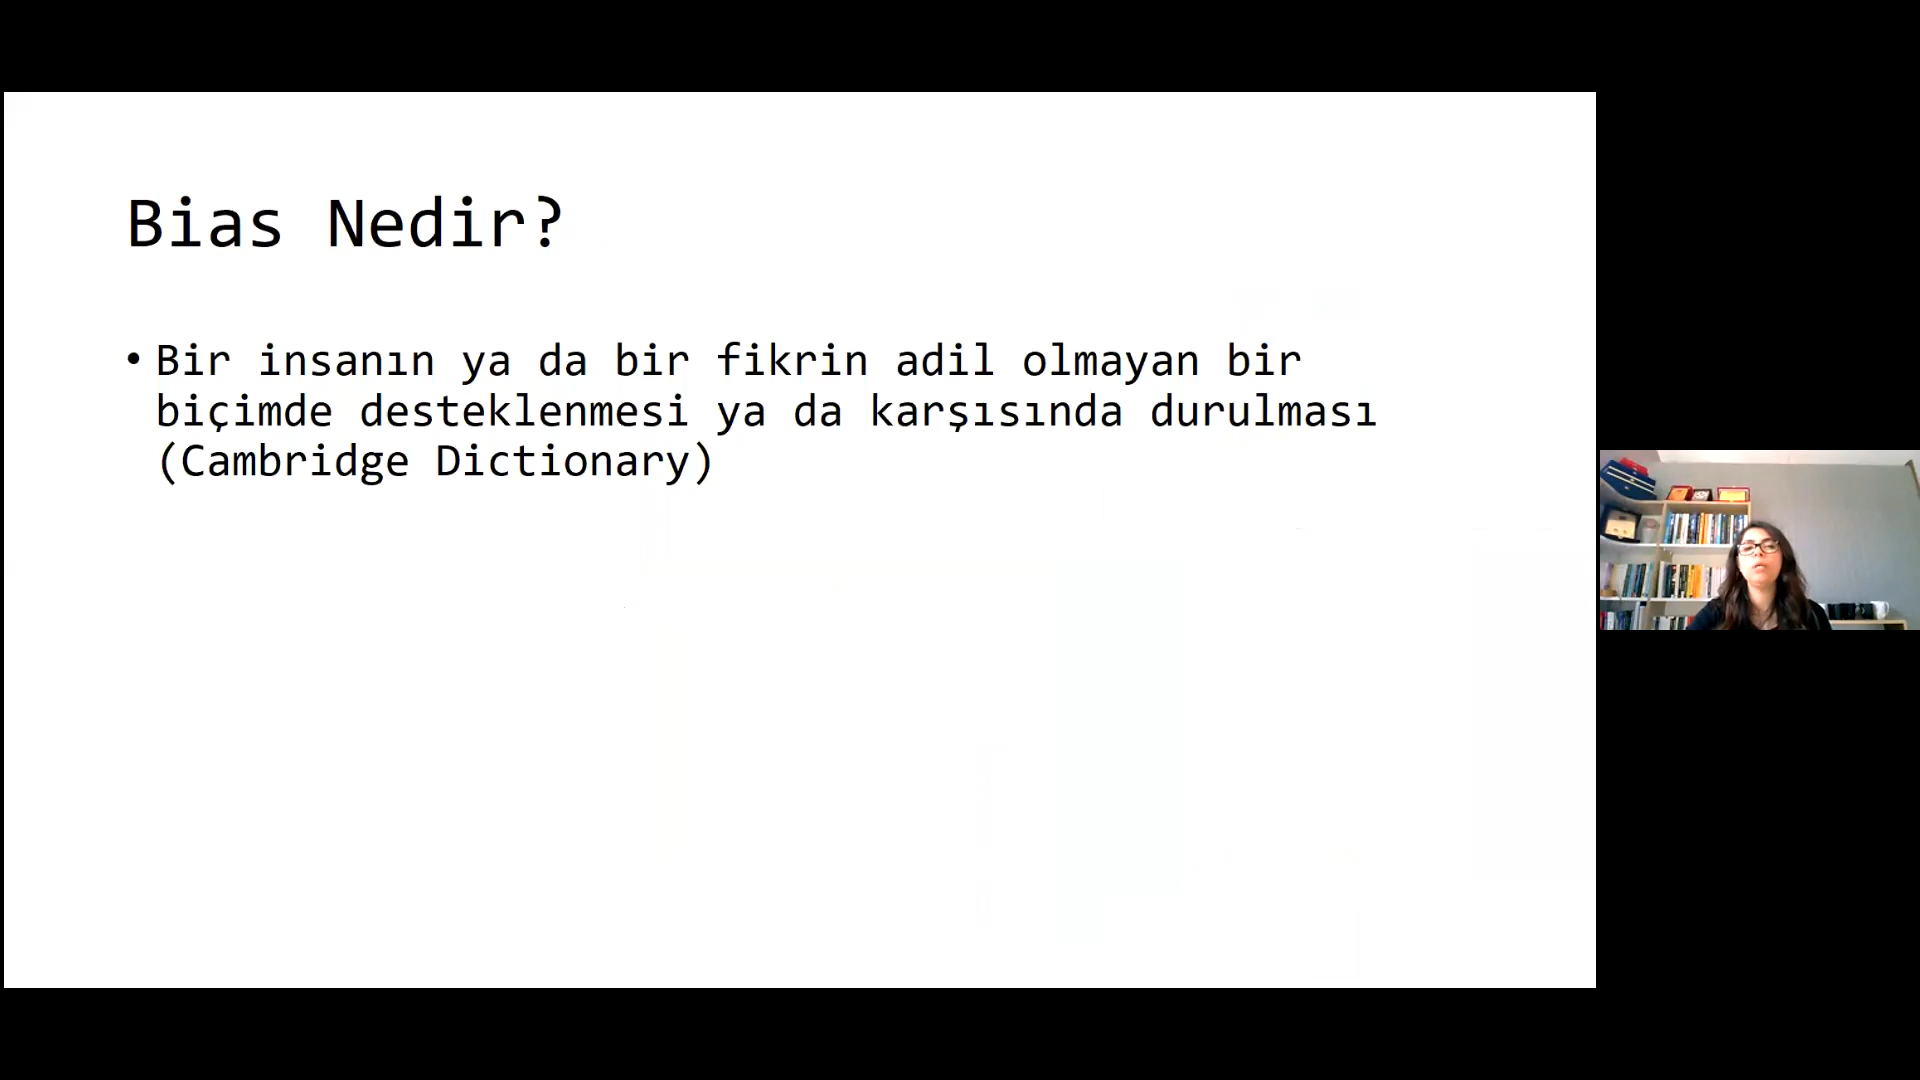 Bias Nedir?
• Bir insanın ya da bir fikrin adil olmayan bir
biçimde desteklenmesi ya da karşısında durulması
(Cambridge Dictionary)